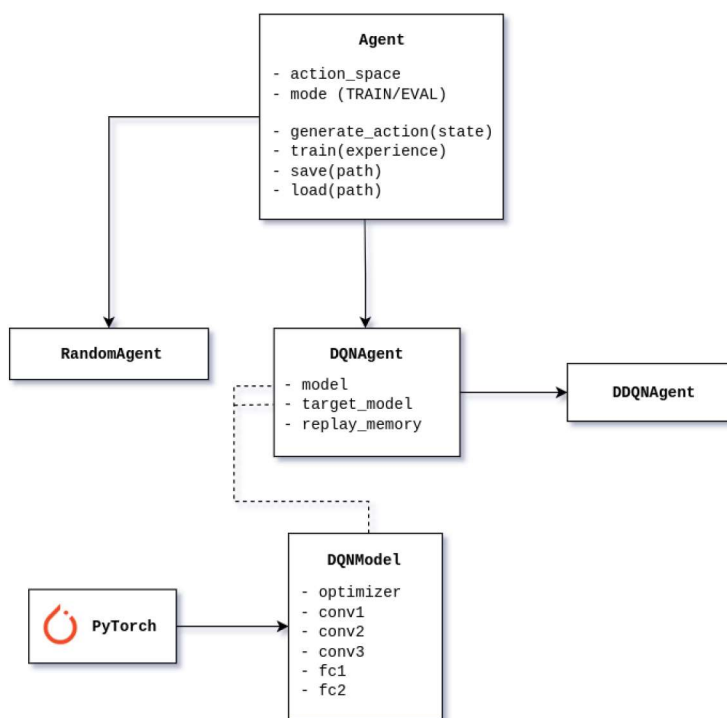 Agent
- action_space
- mode (TRAIN/EVAL)
- generate_action(state)
- train(experience)
- save(path)
- load(path)
RandomAgent
DQNAgent
- model
- target_model
- replay_memory
DDQNAgent
DQNModel
- optimizer
- conv1
- conv2
- conv3
- fc1
- fc2
PyTorch